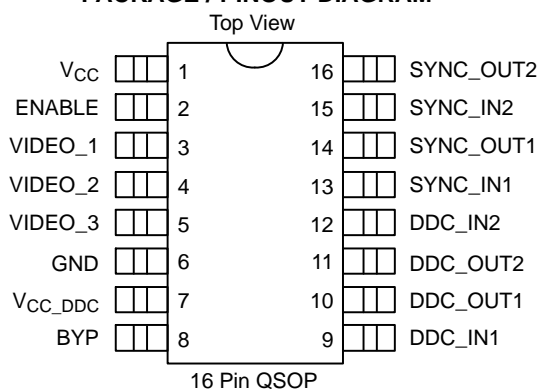 PACKAGE / PINOUT DIAGRAM
Top View
VCC 1 16 SYNC_OUT2
ENABLE 2 15 SYNC_IN2
VIDEO_1 3 14 SYNC_OUT1
VIDEO_2 4 13 SYNC_IN1
VIDEO_3 5 12 DDC_IN2
GND 6 11 DDC_OUT2
VCC_DDC 7 10 DDC_OUT1
BYP 8 9 DDC_IN1
16 Pin QSOP